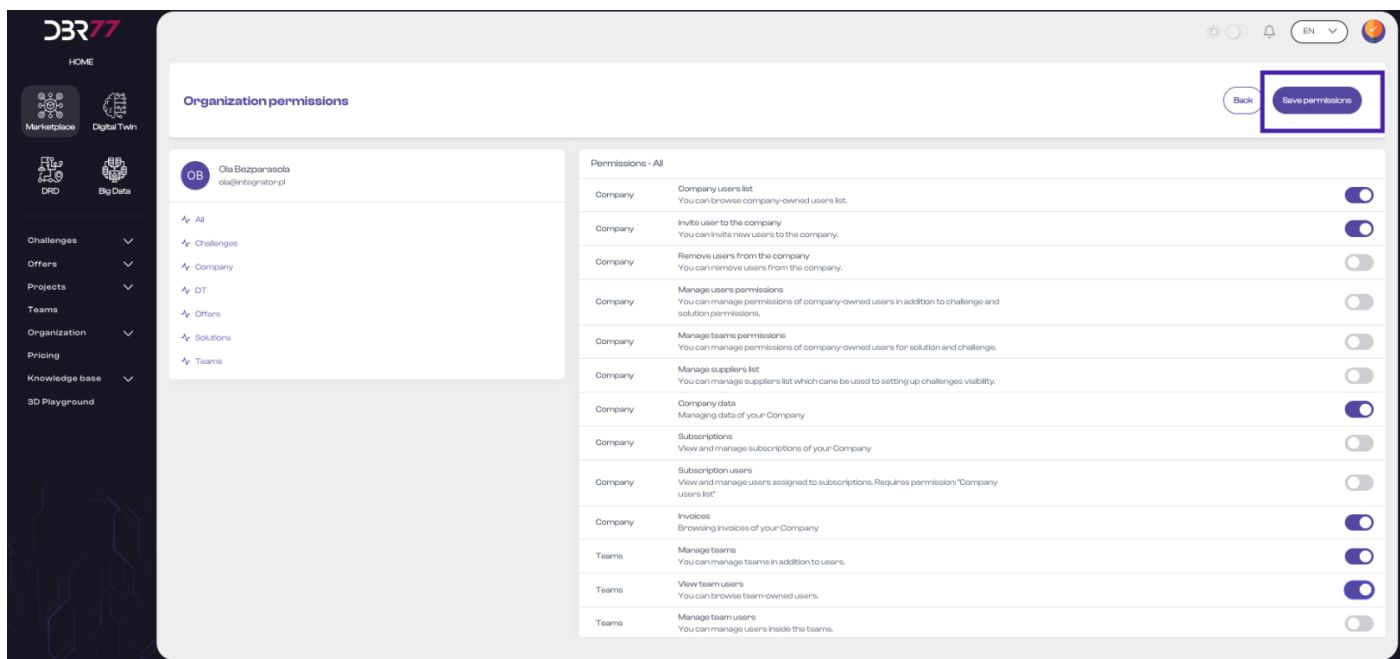 DBR77
HOME
Marketplace
Digital Twin
DRD
Big Data
Challenges
Offers
Projects
Teams
Organization
Pricing
Knowledge base
3D Playground
EN
Organization permissions
Back
Save permissions
OB
Ola Bezparasola
ola@integrator.pl
All
Challenges
Company
DT
Offers
Solutions
Teams
Permissions - All
Company
Company users list
You can browse company-owned users list.
Company
Invite user to the company
You can invite new users to the company.
Company
Remove users from the company
You can remove users from the company.
Company
Manage users permissions
You can manage permissions of company-owned users in addition to challenge and
solution permissions.
Company
Manage teams permissions
You can manage permissions of company-owned users for solution and challenge.
Company
Manage suppliers list
You can manage suppliers list which cane be used to setting up challenges visibility.
Company
Company data
Managing data of your Company
Company
Subscriptions
View and manage subscriptions of your Company
Company
Subscription users
View and manage users assigned to subscriptions. Requires permission: "Company
users list"
Company
Invoices
Browsing invoices of your Company
Teams
Manage teams
You can manage teams in addition to users.
Teams
View team users
You can browse team-owned users.
Teams
Manage team users
You can manage users inside the teams.